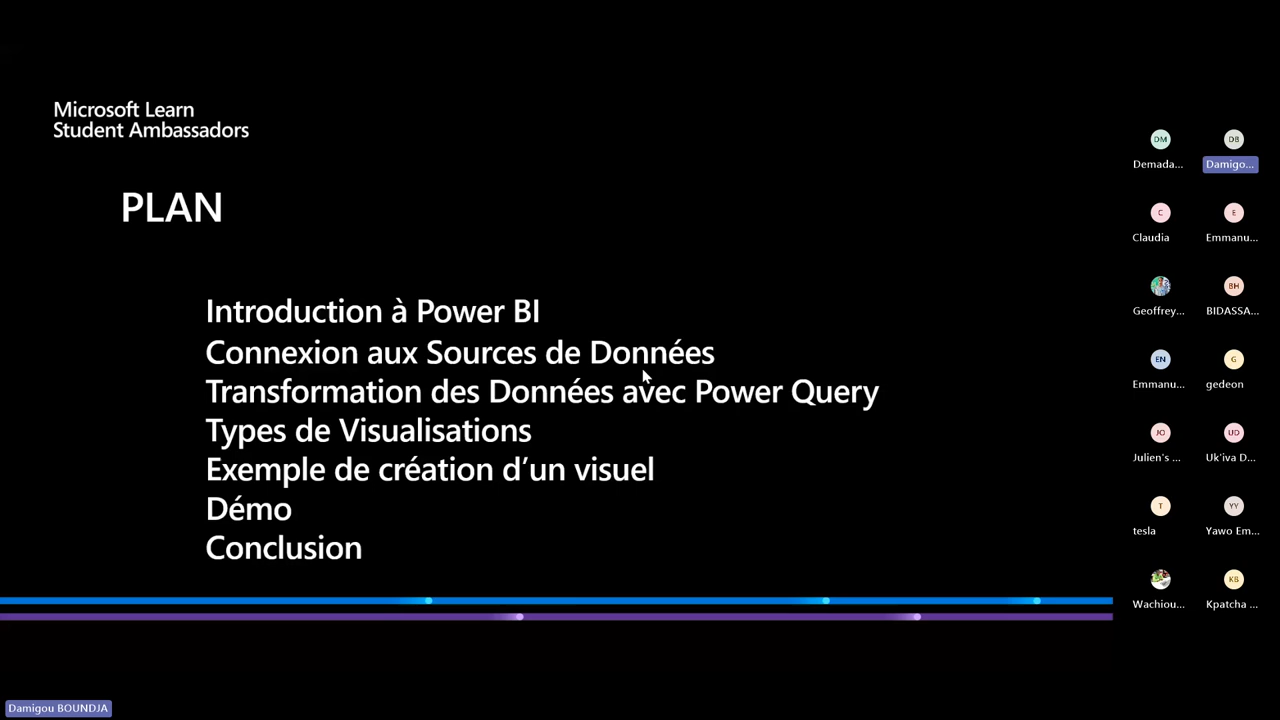 Microsoft Learn
Student Ambassadors
PLAN
Introduction à Power BI
Connexion aux Sources de Données
Transformation des Données avec Power Query
Types de Visualisations
Exemple de création d’un visuel
Démo
Conclusion
DM
DB
Demada...
Damigo...
C
E
Claudia
Emmanu...
BH
Geoffrey...
BIDASSA...
EN
G
Emmanu...
gedeon
JO
UD
Julien's ...
Uk'iva D...
T
YY
tesla
Yawo Em...
KB
Wachiou...
Kpatcha ...
Damigou BOUNDJA